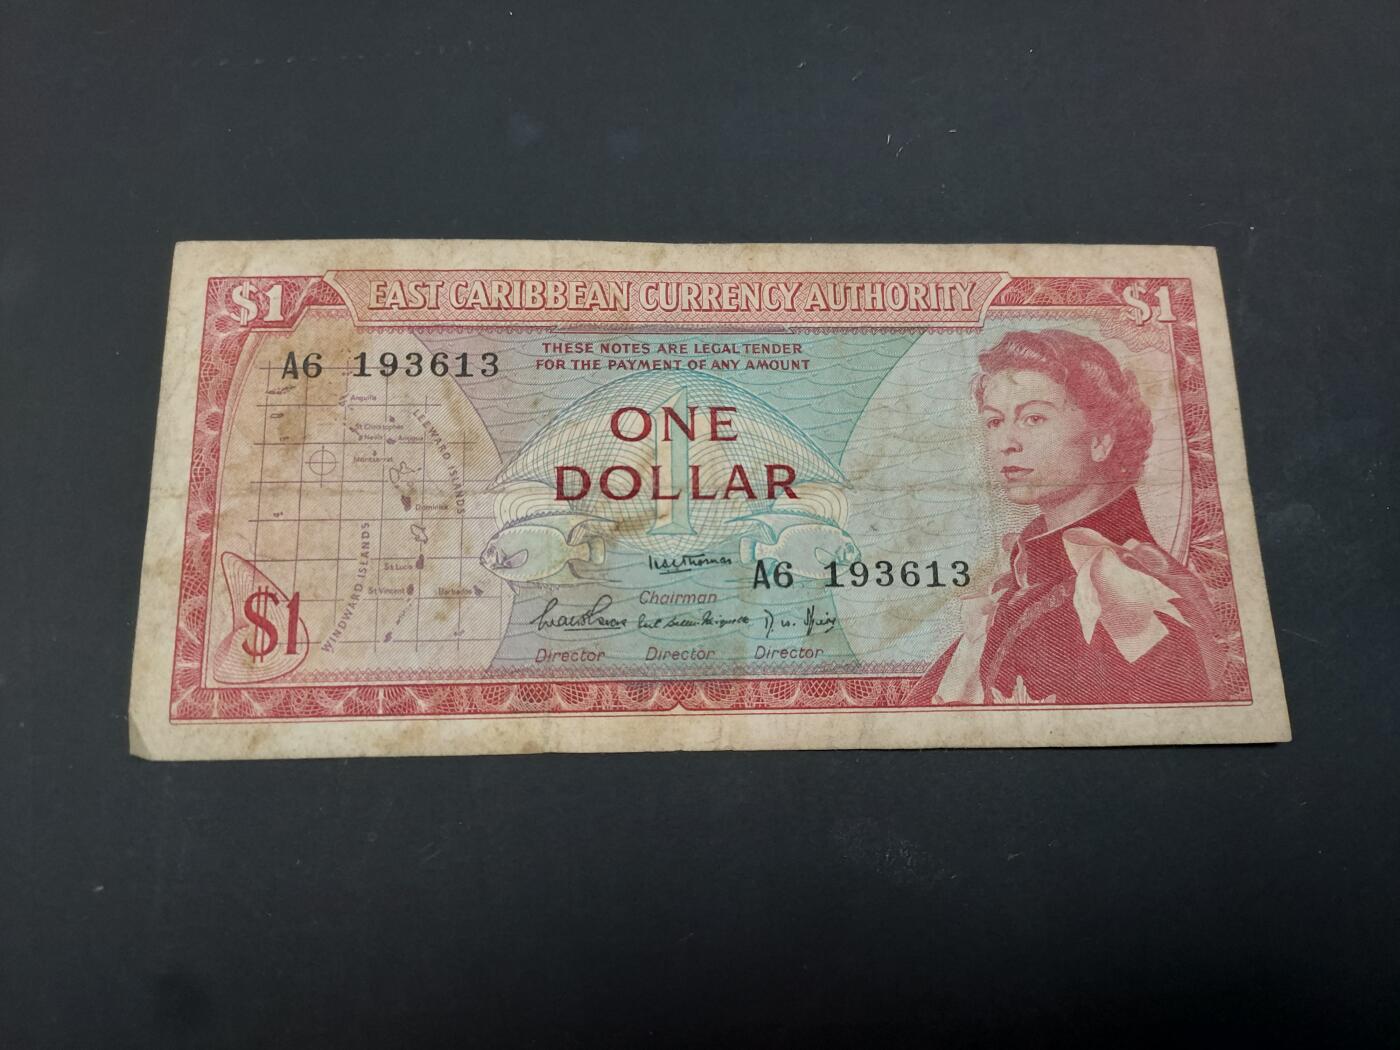 $1 EAST CARIBBEAN CURRENCY AUTHORITY $1
A6 193613
THESE NOTES ARE LEGAL TENDER
FOR THE PAYMENT OF ANY AMOUNT
1
ONE
DOLLAR
Anguilla
St Christophes
Nevis
Antigua
Montserrat
LEEWARD ISLANDS
Dominica
St Lucia
St Vincent
Barbados
WINDWARD ISLANDS
$1
A6 193613
Chairman
Director Director Director